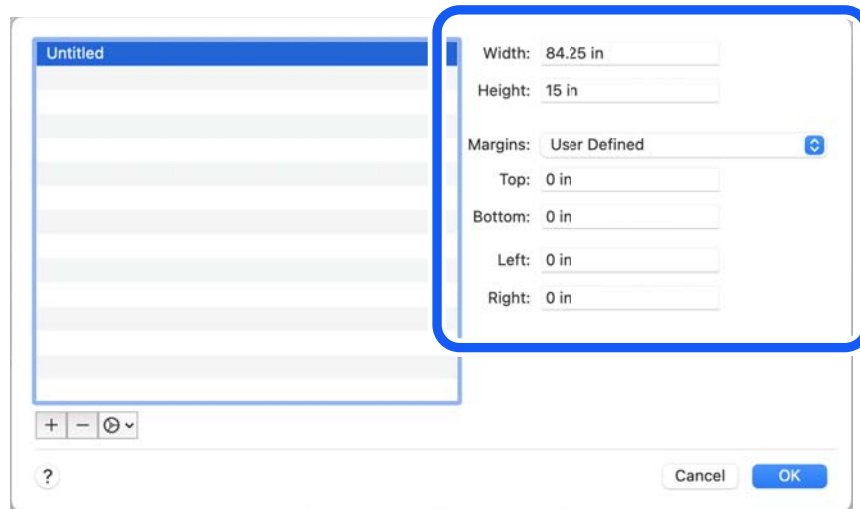 Untitled
Width: 84.25 in
Height: 15 in
Margins: User Defined
Top: 0 in
Bottom: 0 in
Left: 0 in
Right: 0 in
+ −
?
Cancel OK